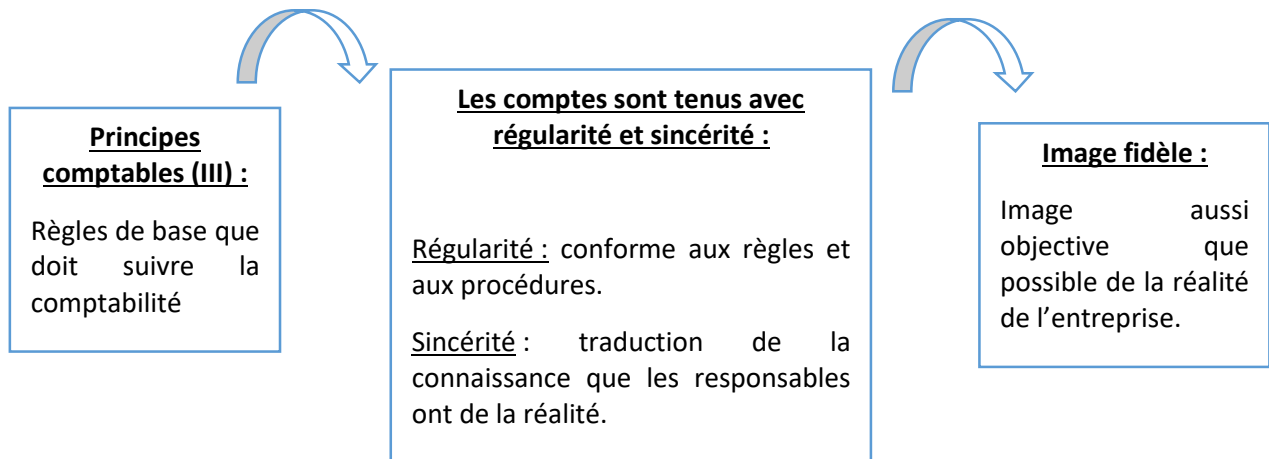 Principes
comptables (III) :
Règles de base que
doit suivre la
comptabilité
Les comptes sont tenus avec
régularité et sincérité :
Régularité : conforme aux règles et
aux procédures.
Sincérité : traduction de la
connaissance que les responsables
ont de la réalité.
Image fidèle :
Image aussi
objective que
possible de la réalité
de l’entreprise.